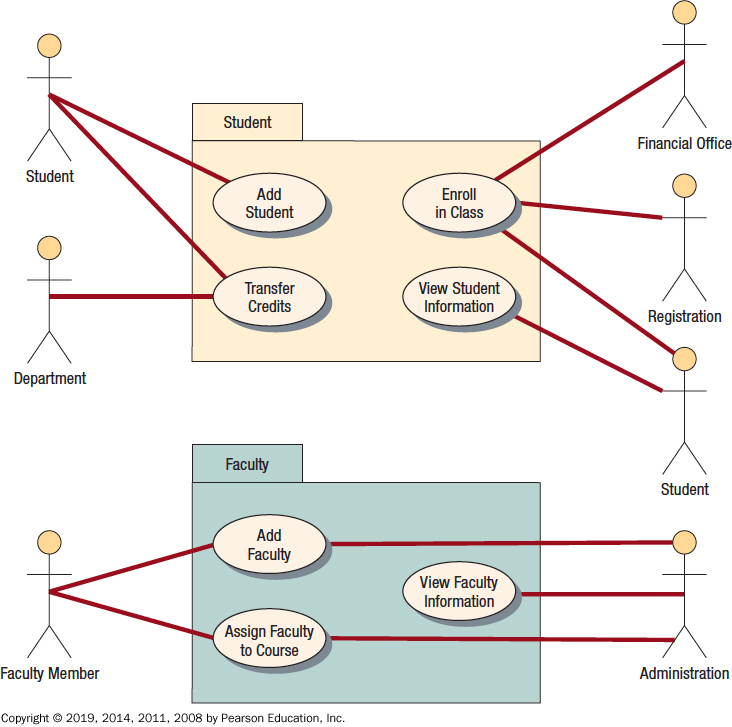 Student
Financial Office
Student
Add
Student
Enroll
in Class
Transfer
Credits
View Student
Information
Registration
Department
Student
Faculty
Add
Faculty
View Faculty
Information
Assign Faculty
to Course
Faculty Member
Administration
Copyright © 2019, 2014, 2011, 2008 by Pearson Education, Inc.